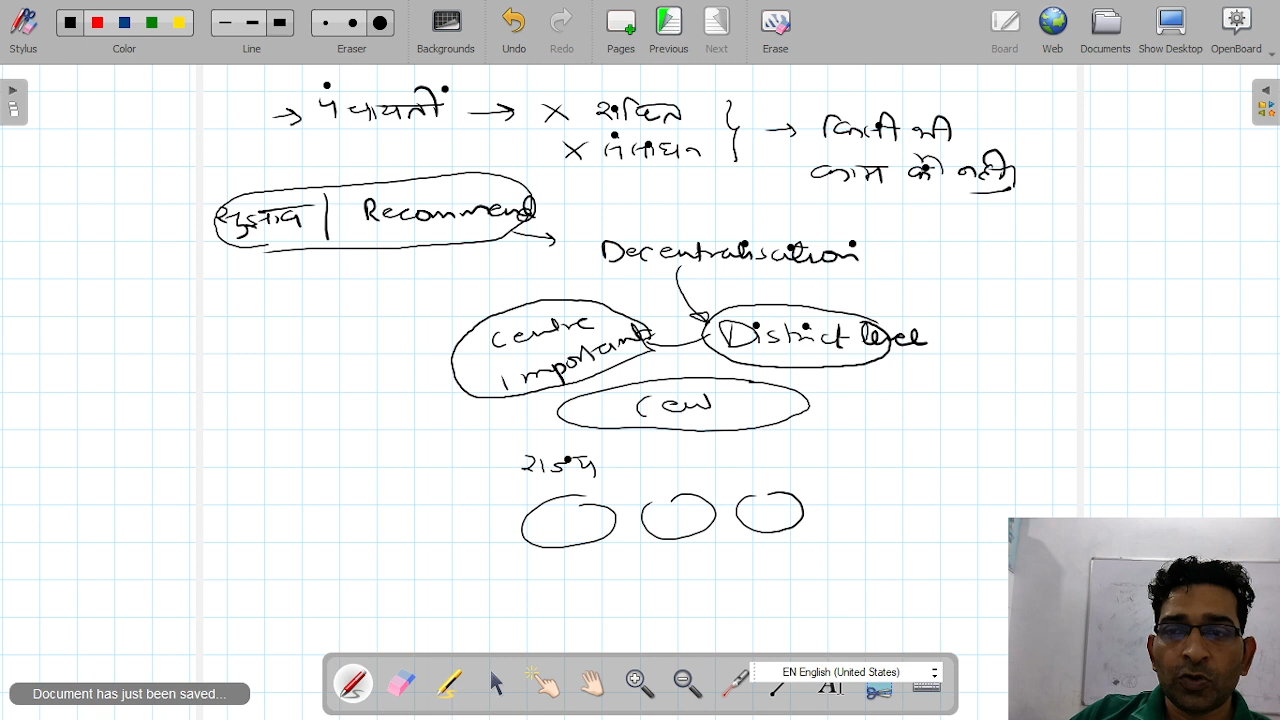 Stylus
Color
Line
Eraser
Backgrounds
Undo
Redo
Pages
Previous
Next
Erase
Board
Web
Documents
Show Desktop
OpenBoard
→ पंचायतीं → X शक्ति } → किसी भी
X संसाधन
काम की नहीं
सुझाव | Recommend
Decentralisation
Centre
important
District level
Cen
राज्य
EN English (United States)
Document has just been saved...